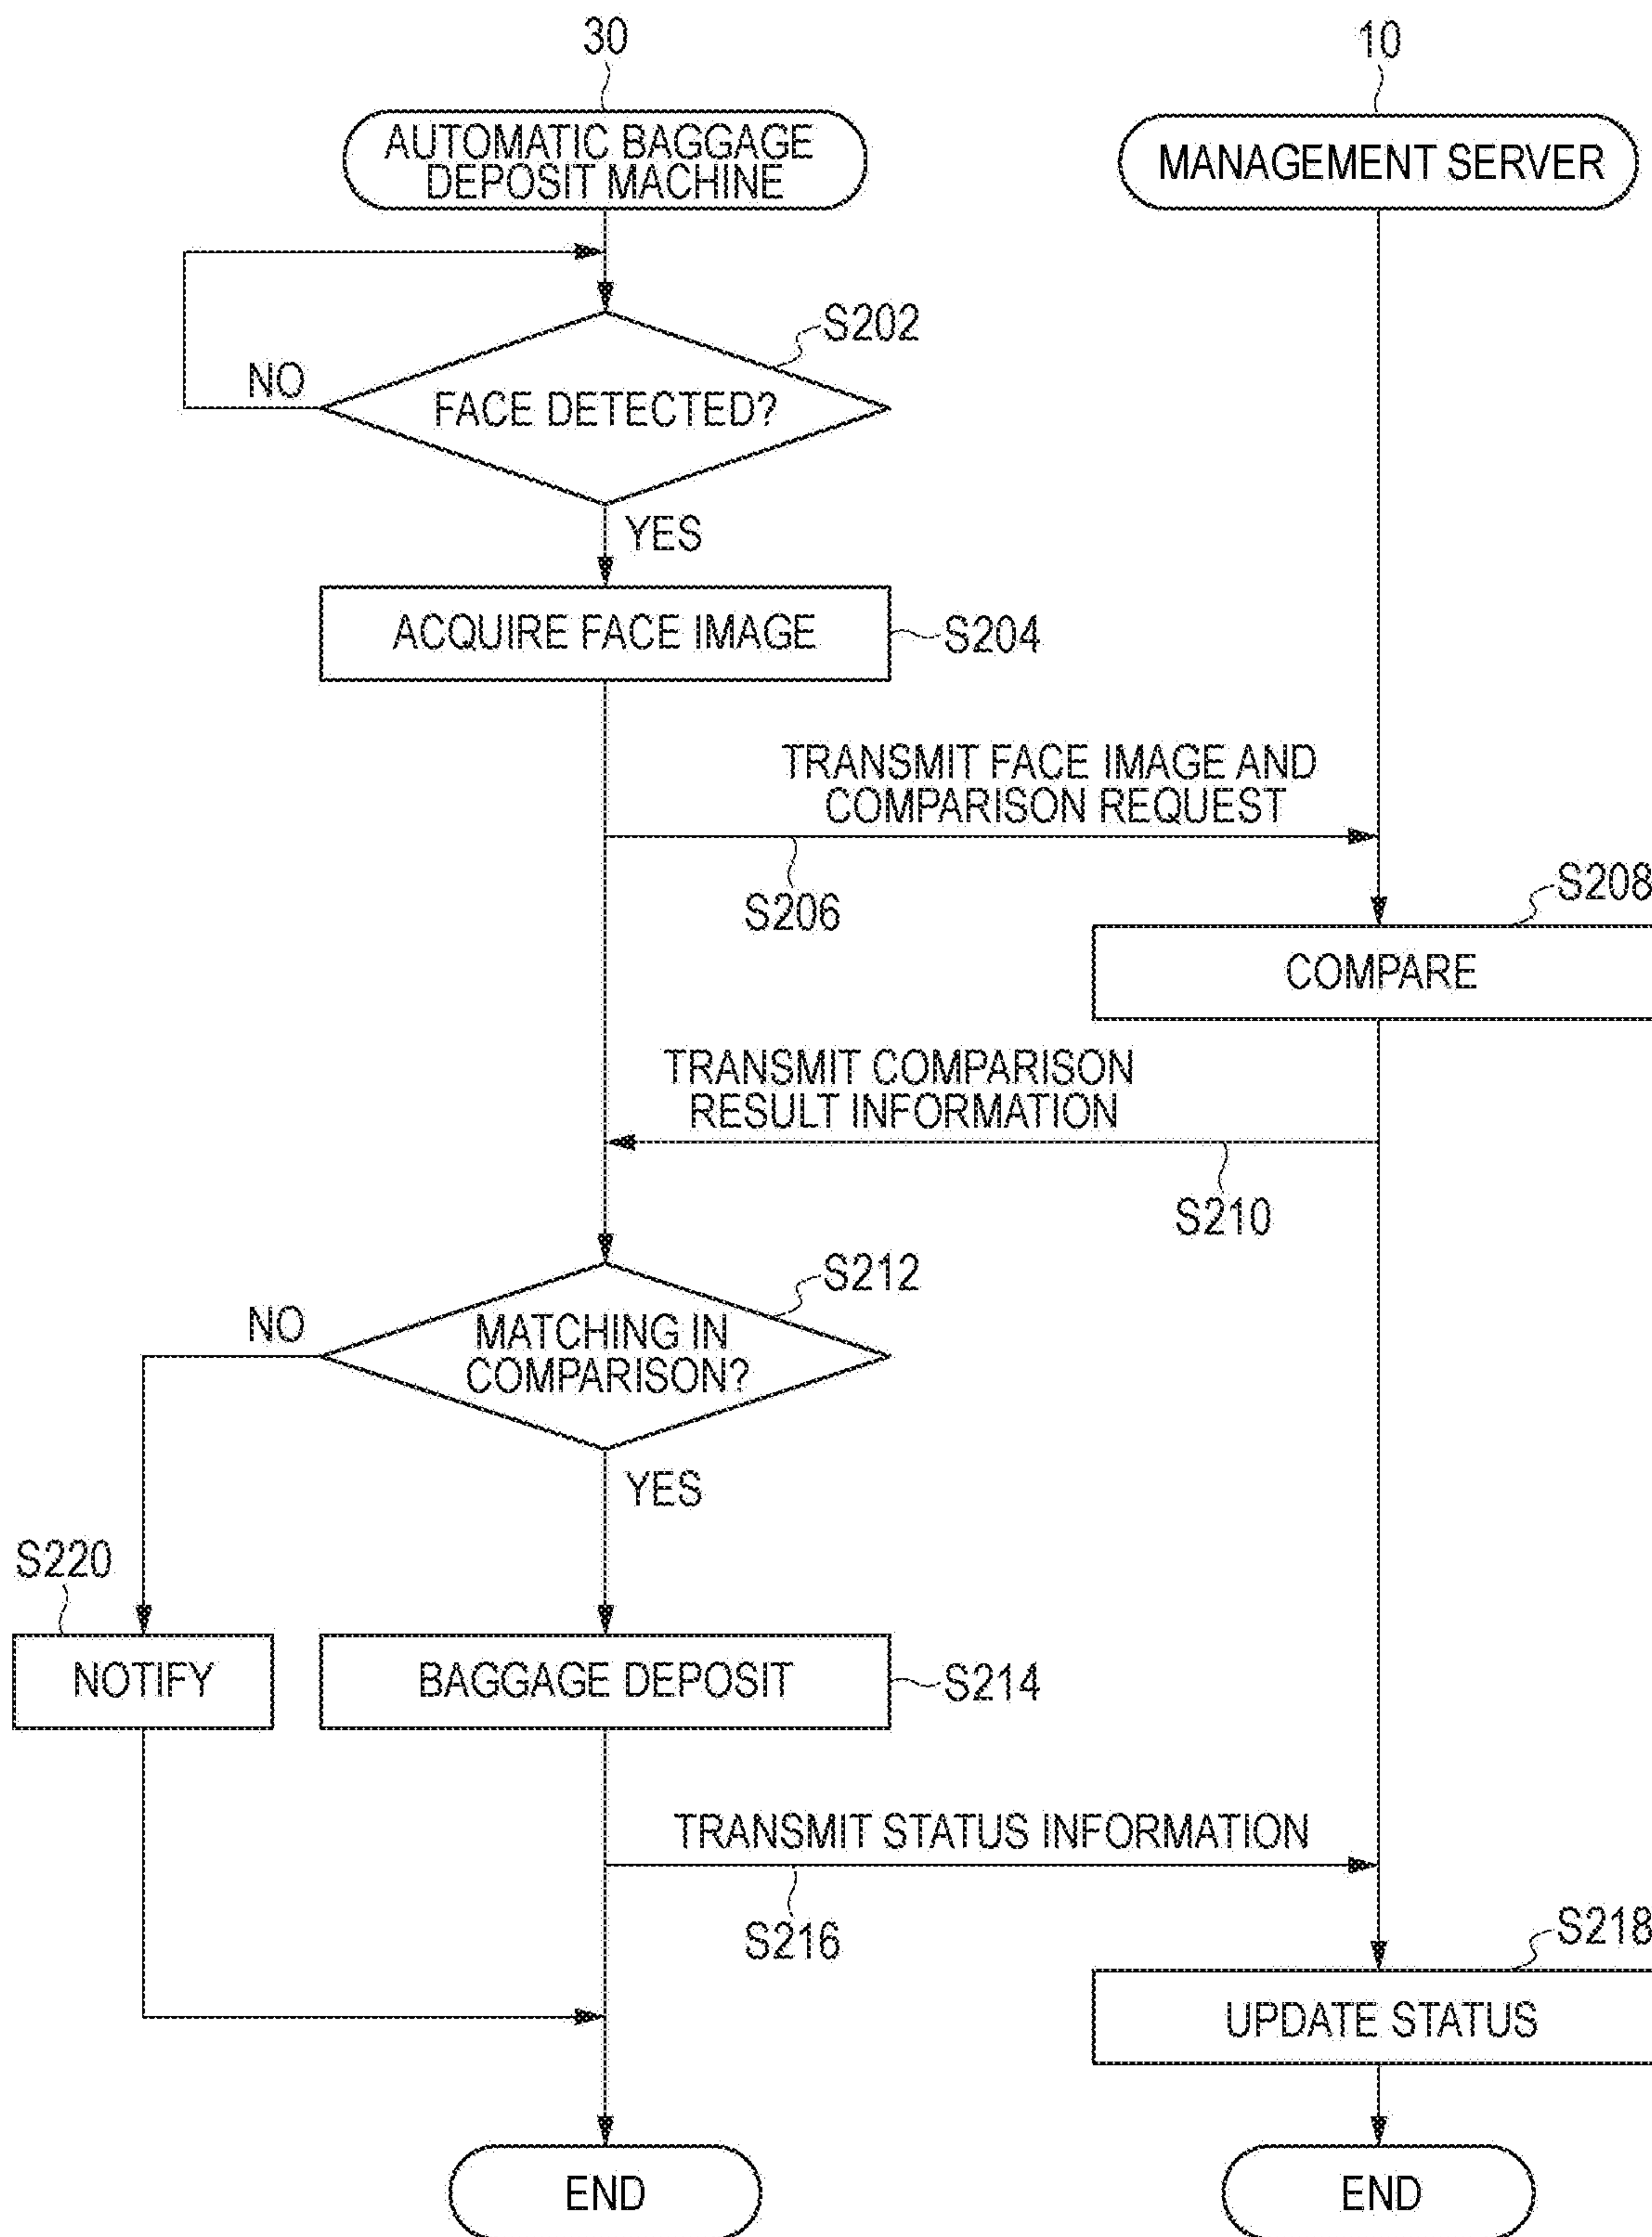 30
10
AUTOMATIC BAGGAGE
DEPOSIT MACHINE
MANAGEMENT SERVER
S202
NO
FACE DETECTED?
YES
ACQUIRE FACE IMAGE
S204
TRANSMIT FACE IMAGE AND
COMPARISON REQUEST
S206
S208
COMPARE
TRANSMIT COMPARISON
RESULT INFORMATION
S210
S212
NO
MATCHING IN
COMPARISON?
YES
S220
NOTIFY
BAGGAGE DEPOSIT
S214
TRANSMIT STATUS INFORMATION
S216
S218
UPDATE STATUS
END
END